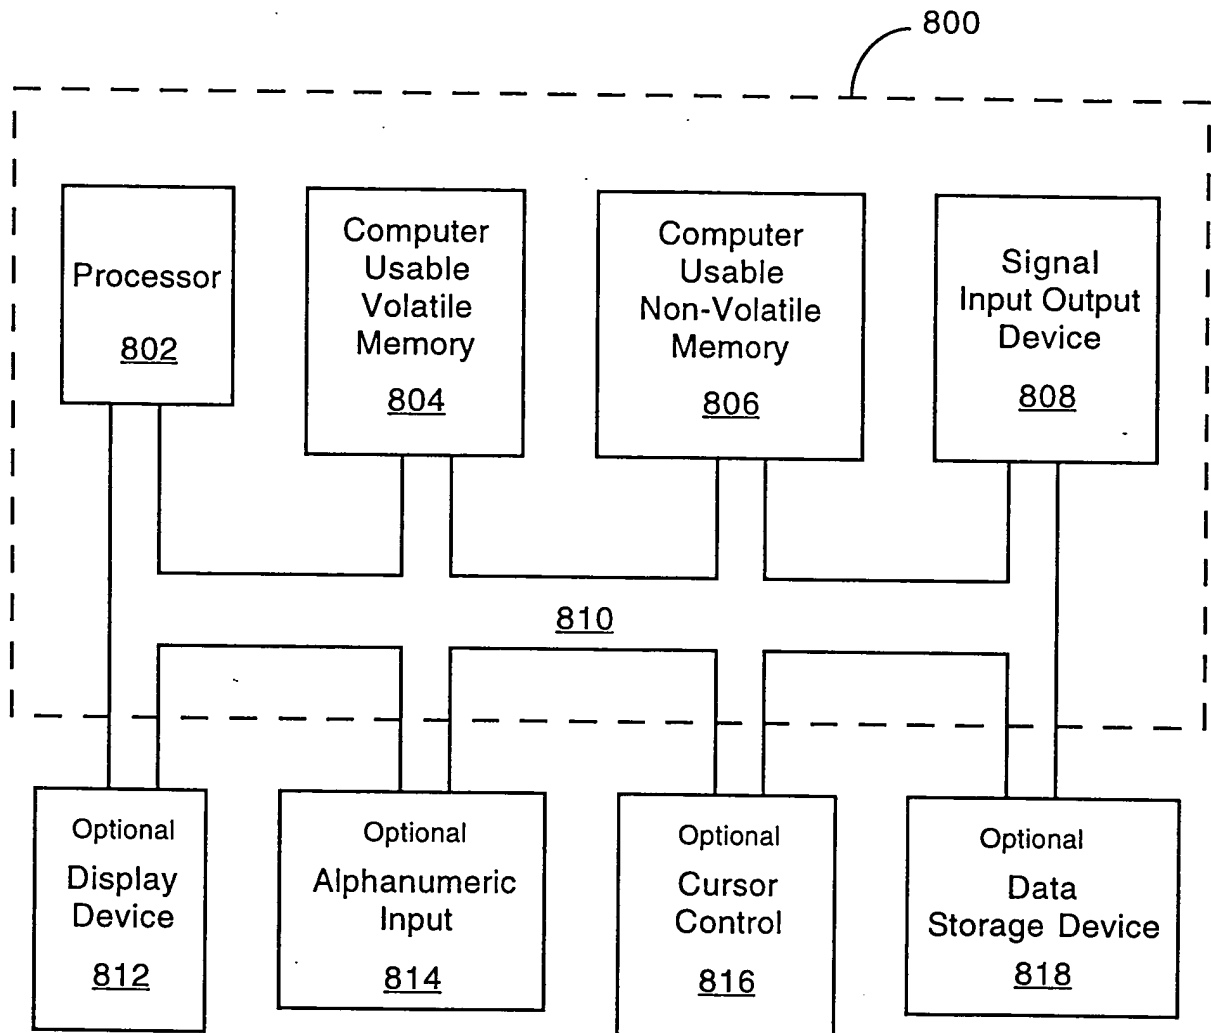 800
Processor
802
Computer
Usable
Volatile
Memory
804
Computer
Usable
Non-Volatile
Memory
806
Signal
Input Output
Device
808
810
Optional
Display
Device
812
Optional
Alphanumeric
Input
814
Optional
Cursor
Control
816
Optional
Data
Storage Device
818